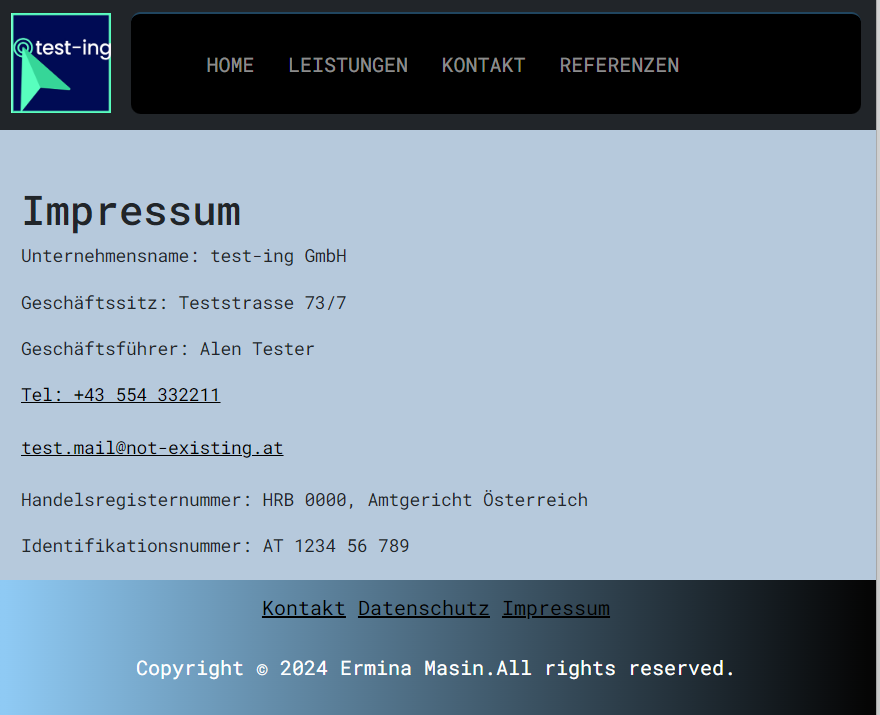 test-ing
HOME LEISTUNGEN KONTAKT REFERENZEN
Impressum
Unternehmensname: test-ing GmbH
Geschäftssitz: Teststrasse 73/7
Geschäftsführer: Alen Tester
Tel: +43 554 332211
test.mail@not-existing.at
Handelsregisternummer: HRB 0000, Amtgericht Österreich
Identifikationsnummer: AT 1234 56 789
Kontakt Datenschutz Impressum
Copyright © 2024 Ermina Masin.All rights reserved.